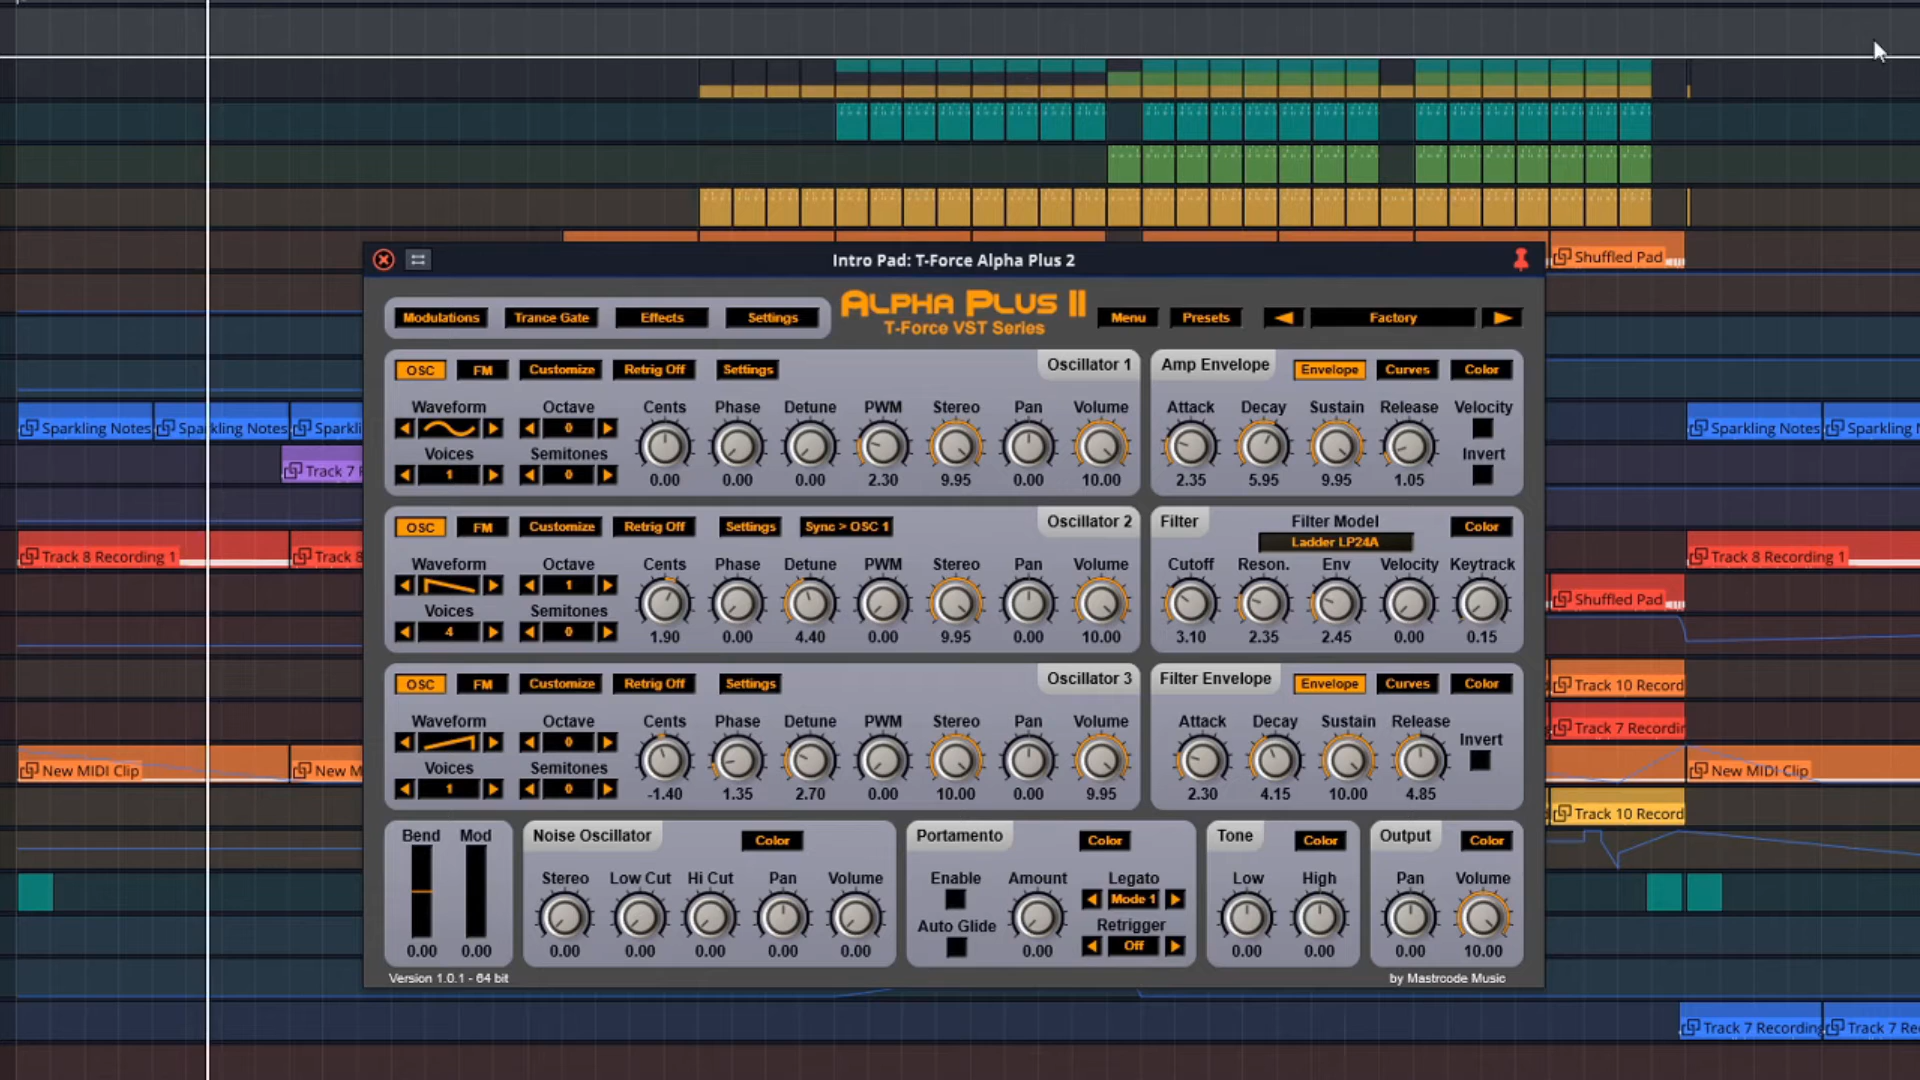 Shuffled Pad
Intro Pad: T-Force Alpha Plus 2
Modulations Trance Gate Effects Settings
ALPHA PLUS II
T-Force VST Series
Menu Presets Factory
OSC FM Customize Retrig Off Settings Oscillator 1
Waveform Octave Cents Phase Detune PWM Stereo Pan Volume
0
Voices Semitones
1 0 0.00 0.00 0.00 2.30 9.95 0.00 10.00
Amp Envelope Envelope Curves Color
Attack Decay Sustain Release Velocity
Invert
2.35 5.95 9.95 1.05
Sparkling Notes Sparkling Notes Sparkli
Sparkling Notes Sparkling N
Track 7 R
OSC FM Customize Retrig Off Settings Sync > OSC 1 Oscillator 2
Waveform Octave Cents Phase Detune PWM Stereo Pan Volume
1
Voices Semitones
4 0 1.90 0.00 4.40 0.00 9.95 0.00 10.00
Filter Filter Model Color
Ladder LP24A
Cutoff Reson. Env Velocity Keytrack
3.10 2.35 2.45 0.00 0.15
Track 8 Recording 1 Track 8
Track 8 Recording 1
Shuffled Pad
OSC FM Customize Retrig Off Settings Oscillator 3
Waveform Octave Cents Phase Detune PWM Stereo Pan Volume
0
Voices Semitones
1 0 -1.40 1.35 2.70 0.00 10.00 0.00 9.95
Filter Envelope Envelope Curves Color
Attack Decay Sustain Release Invert
2.30 4.15 10.00 4.85
Track 10 Record
Track 7 Recordin
New MIDI Clip New M
New MIDI Clip
Track 10 Record
Bend Mod
0.00 0.00
Noise Oscillator Color
Stereo Low Cut Hi Cut Pan Volume
0.00 0.00 0.00 0.00 0.00
Portamento Color
Enable Amount Legato
Mode 1
Auto Glide Retrigger
Off
0.00
Tone Color
Low High
0.00 0.00
Output Color
Pan Volume
0.00 10.00
Version 1.0.1 - 64 bit by Mastrcode Music
Track 7 Recording Track 7 Re